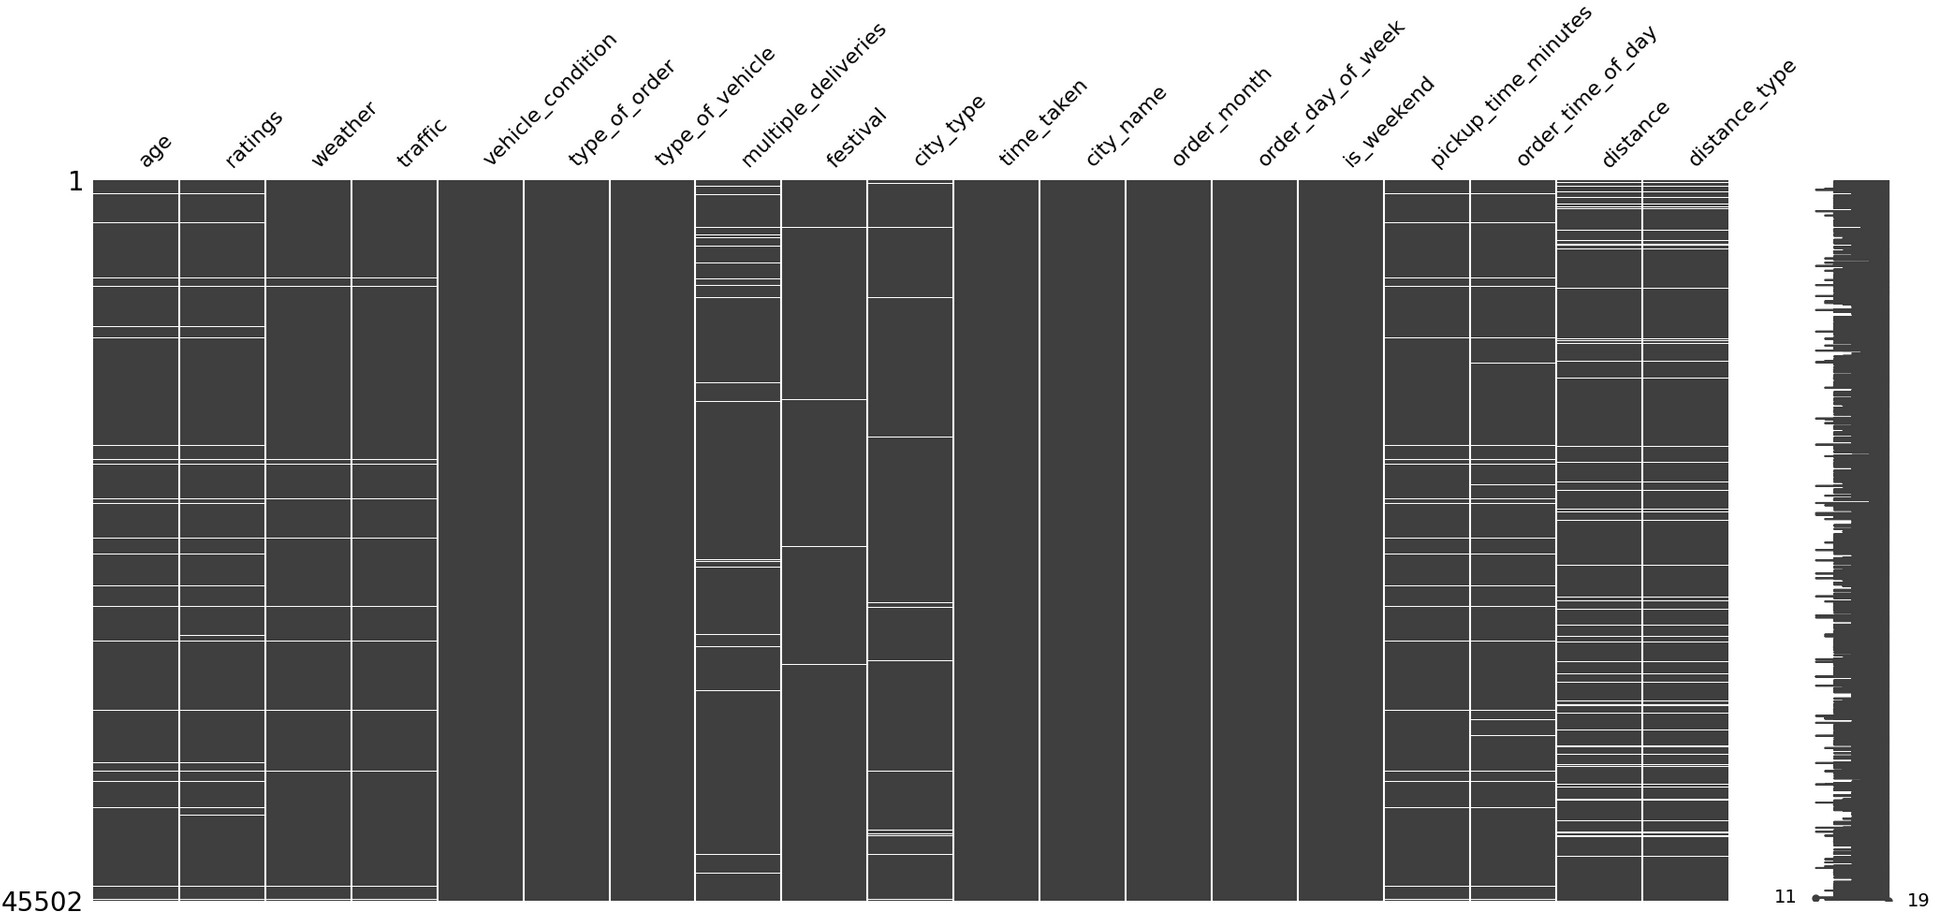 age
ratings
weather
traffic
vehicle_condition
type_of_order
type_of_vehicle
multiple_deliveries
festival
city_type
time_taken
city_name
order_month
order_day_of_week
is_weekend
pickup_time_minutes
order_time_of_day
distance
distance_type
1
45502
11
19